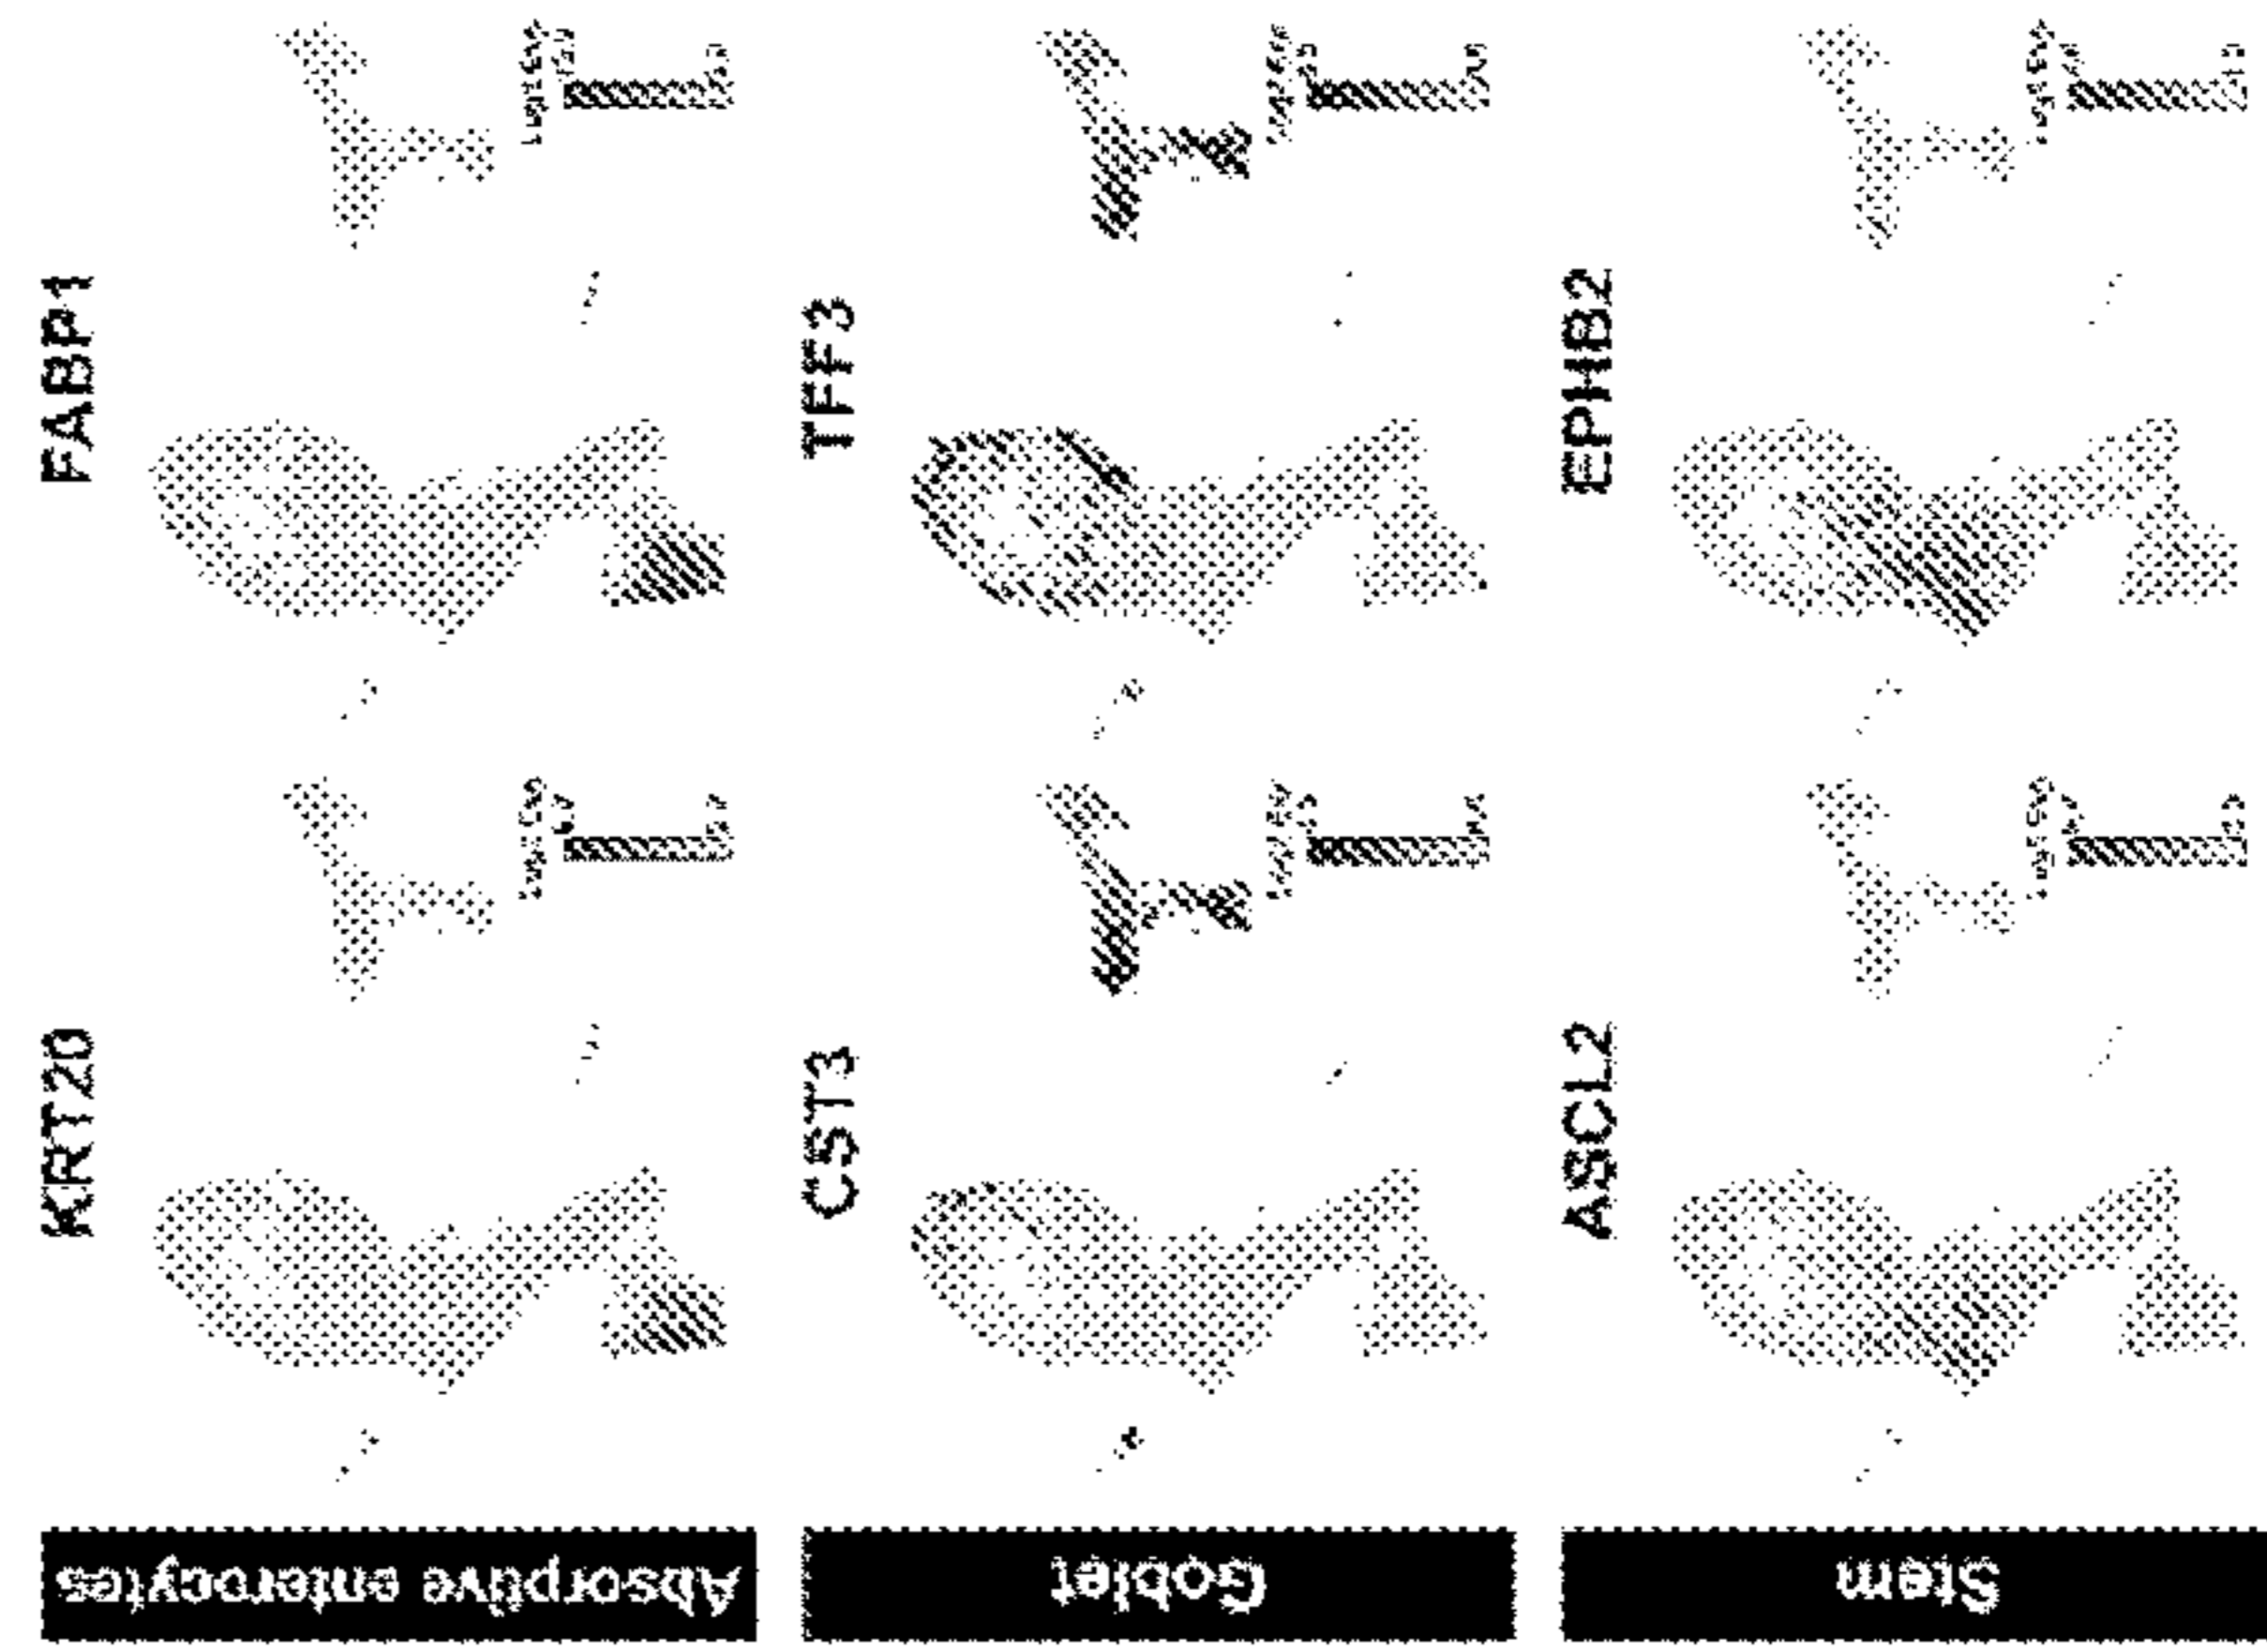 FABP1
TFF3
EPHB2
KRT20
CST3
ASCL2
Absorptive enterocytes
Goblet
Stem